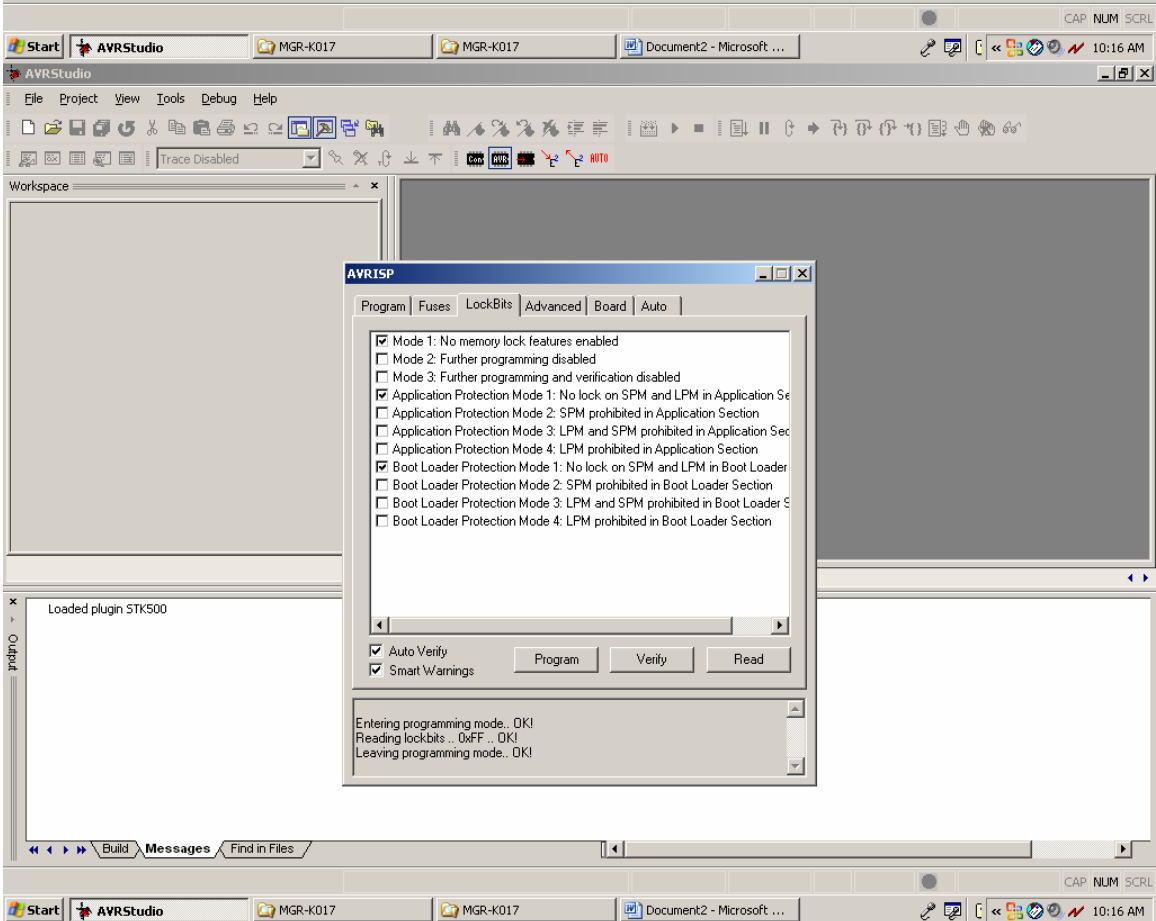 CAP NUM SCRL
Start AVRStudio MGR-K017 MGR-K017 Document2 - Microsoft ... « 10:16 AM
AVRStudio
File Project View Tools Debug Help
Trace Disabled Con AVR AUTO
Workspace
AVRISP
Program Fuses LockBits Advanced Board Auto
Mode 1: No memory lock features enabled
Mode 2: Further programming disabled
Mode 3: Further programming and verification disabled
Application Protection Mode 1: No lock on SPM and LPM in Application Se
Application Protection Mode 2: SPM prohibited in Application Section
Application Protection Mode 3: LPM and SPM prohibited in Application Sec
Application Protection Mode 4: LPM prohibited in Application Section
Boot Loader Protection Mode 1: No lock on SPM and LPM in Boot Loader
Boot Loader Protection Mode 2: SPM prohibited in Boot Loader Section
Boot Loader Protection Mode 3: LPM and SPM prohibited in Boot Loader S
Boot Loader Protection Mode 4: LPM prohibited in Boot Loader Section
Auto Verify
Smart Warnings
Program Verify Read
Entering programming mode.. OK!
Reading lockbits .. 0xFF .. OK!
Leaving programming mode.. OK!
Output
Loaded plugin STK500
Build Messages Find in Files
CAP NUM SCRL
Start AVRStudio MGR-K017 MGR-K017 Document2 - Microsoft ... « 10:16 AM